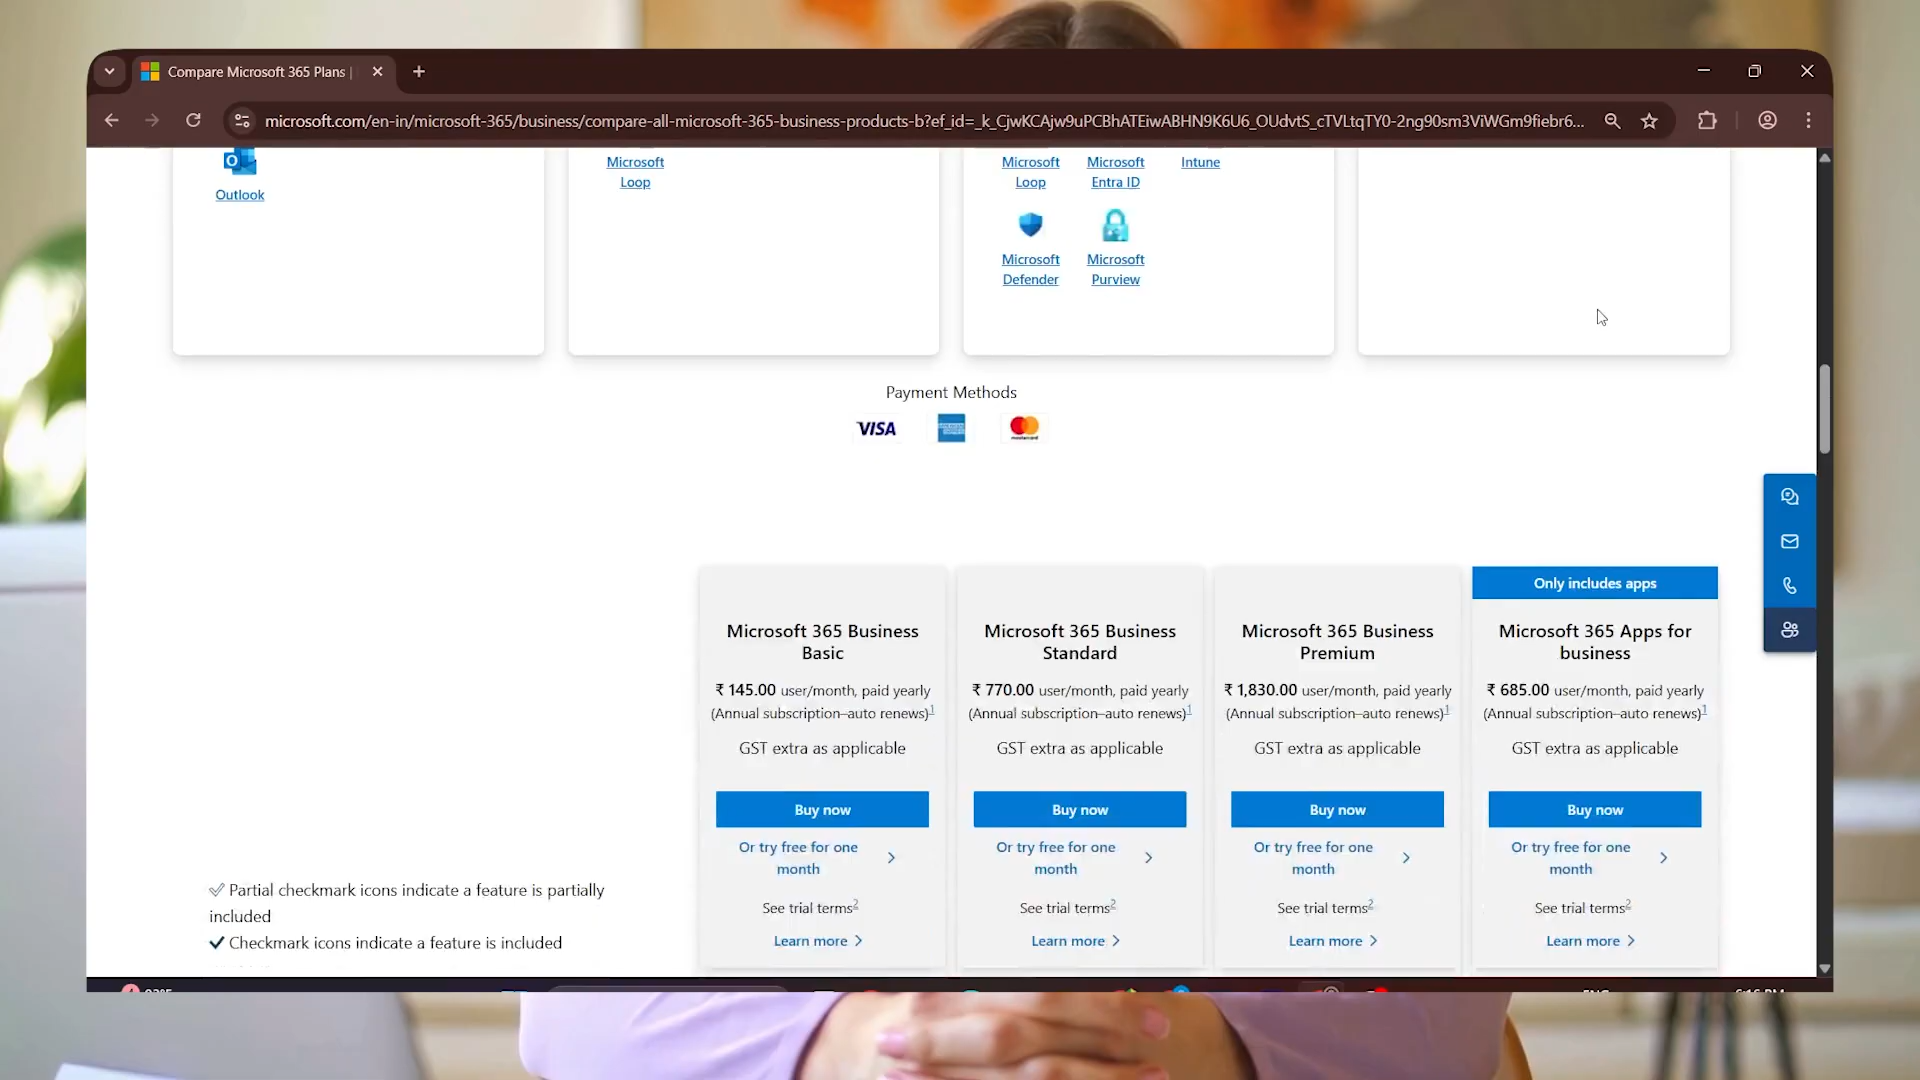 Compare Microsoft 365 Plans |
microsoft.com/en-in/microsoft-365/business/compare-all-microsoft-365-business-products-b?ef_id=_k_CjwKCAjw9uPCBhATEiwABHN9K6U6_OUdvtS_cTVLtqTY0-2ng90sm3ViWGm9fiebr6...
Outlook
Microsoft
Loop
Microsoft
Loop
Microsoft
Entra ID
Intune
Microsoft
Defender
Microsoft
Purview
Payment Methods
VISA
mastercard
Only includes apps
Microsoft 365 Business
Basic
₹ 145.00 user/month, paid yearly
(Annual subscription–auto renews)1
GST extra as applicable
Buy now
Or try free for one
month
See trial terms2
Learn more
Microsoft 365 Business
Standard
₹ 770.00 user/month, paid yearly
(Annual subscription–auto renews)1
GST extra as applicable
Buy now
Or try free for one
month
See trial terms2
Learn more
Microsoft 365 Business
Premium
₹ 1,830.00 user/month, paid yearly
(Annual subscription–auto renews)1
GST extra as applicable
Buy now
Or try free for one
month
See trial terms2
Learn more
Microsoft 365 Apps for
business
₹ 685.00 user/month, paid yearly
(Annual subscription–auto renews)1
GST extra as applicable
Buy now
Or try free for one
month
See trial terms2
Learn more
Partial checkmark icons indicate a feature is partially
included
Checkmark icons indicate a feature is included